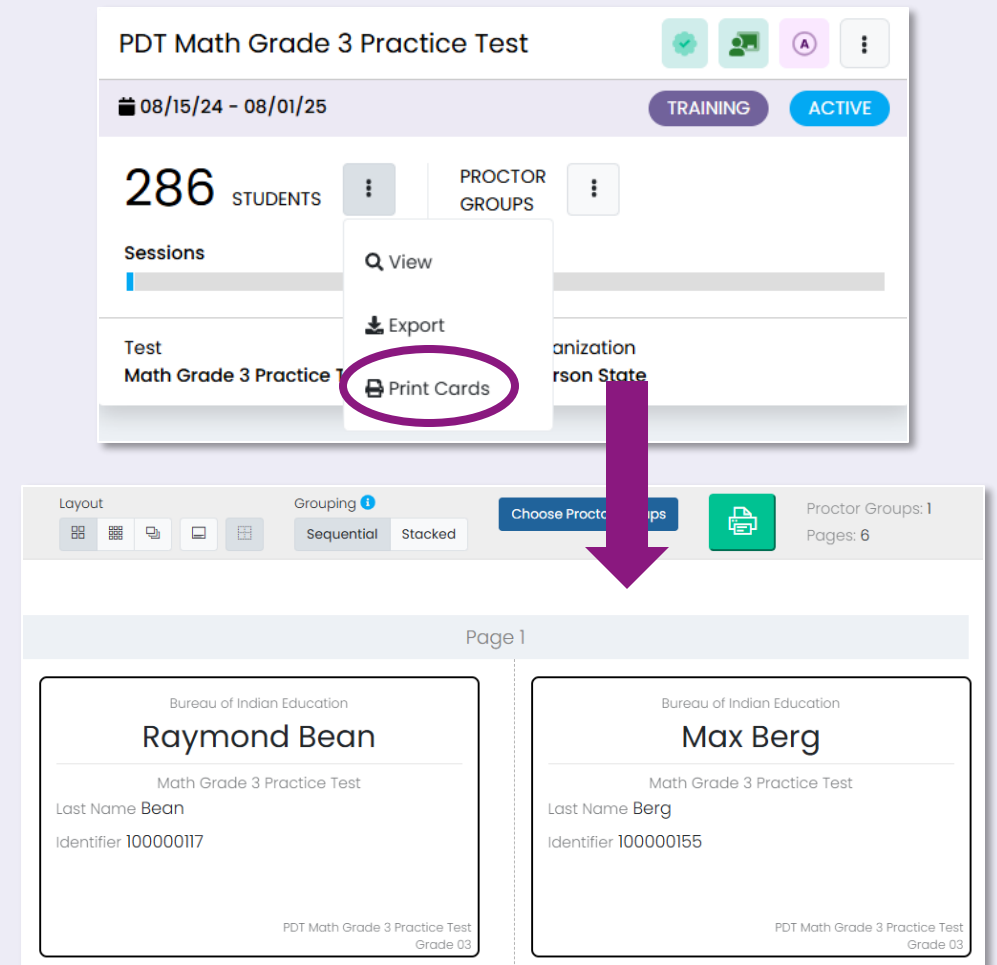 PDT Math Grade 3 Practice Test
A
08/15/24 - 08/01/25
TRAINING
ACTIVE
286 STUDENTS
PROCTOR
GROUPS
Sessions
View
Export
Print Cards
Test
anization
Math Grade 3 Practice
rson State
Layout
Grouping i
Sequential
Stacked
Choose
Proctor Groups: 1
Pages: 6
Page 1
Bureau of Indian Education
Raymond Bean
Math Grade 3 Practice Test
Last Name Bean
Identifier 100000117
PDT Math Grade 3 Practice Test
Grade 03
Bureau of Indian Education
Max Berg
Math Grade 3 Practice Test
Last Name Berg
Identifier 100000155
PDT Math Grade 3 Practice Test
Grade 03